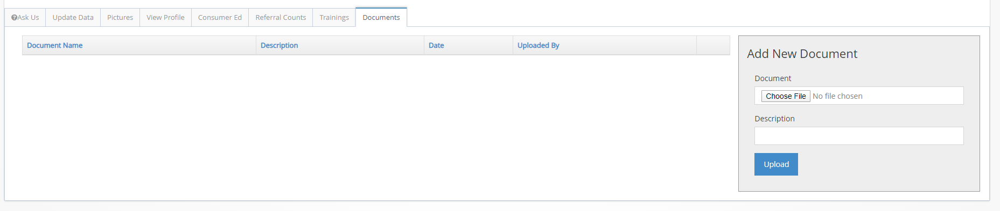 Ask Us Update Data Pictures View Profile Consumer Ed Referral Counts Trainings Documents
Document Name Description Date Uploaded By
Add New Document
Document
Choose File No file chosen
Description
Upload